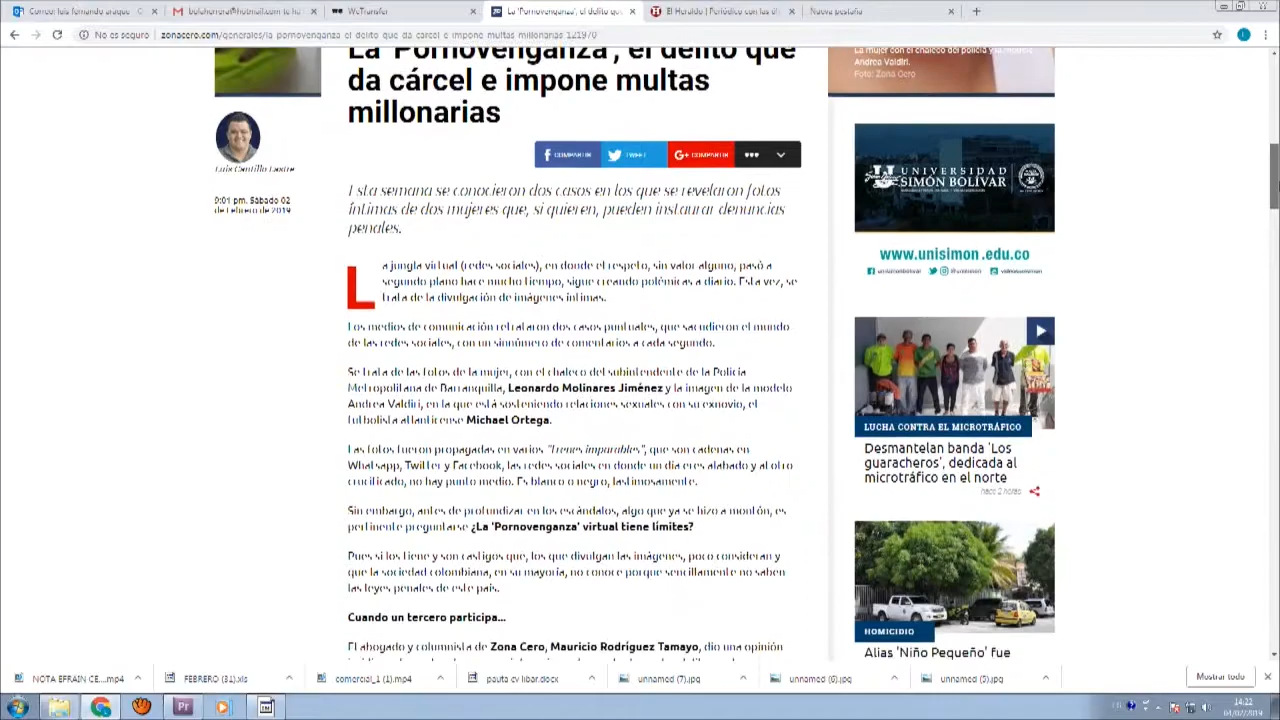 Correo: luis fernando araque
WeTransfer
La 'Pornovenganza', el delito que
El Heraldo | Periódico con las úl
Nueva pestaña
No es seguro | zonacero.com/generales/la-pornovenganza-el-delito-que-da-carcel-e-impone-multas-millonarias-121970
La 'Pornovenganza', el delito que
da cárcel e impone multas
millonarias
Luis Cantillo Lastre
9:01 pm. Sábado 02
de Febrero de 2019
COMPARTIR
TWEET
G+ COMPARTIR
Esta semana se conocieron dos casos en los que se revelaron fotos
íntimas de dos mujeres que, si quieren, pueden instaurar denuncias
penales.
La jungla virtual (redes sociales), en donde el respeto, sin valor alguno, pasó a
segundo plano hace mucho tiempo, sigue creando polémicas a diario. Esta vez, se
trata de la divulgación de imágenes íntimas.
Los medios de comunicación retrataron dos casos puntuales, que sacudieron el mundo
de las redes sociales, con un sinnúmero de comentarios a cada segundo.
Se trata de las fotos de la mujer, con el chaleco del subintendente de la Policía
Metropolitana de Barranquilla, Leonardo Molinares Jiménez y la imagen de la modelo
Andrea Valdiri, en la que está sosteniendo relaciones sexuales con su exnovio, el
futbolista atlanticense Michael Ortega.
Las fotos fueron propagadas en varios "trenes imparables", que son cadenas en
Whatsapp, Twitter y Facebook, las redes sociales en donde un día eres alabado y al otro
crucificado, no hay punto medio. Es blanco o negro, lastimosamente.
Sin embargo, antes de profundizar en los escándalos, algo que ya se hizo a montón, es
pertinente preguntarse ¿La 'Pornovenganza' virtual tiene límites?
Pues si los tiene y son castigos que, los que divulgan las imágenes, poco consideran y
que la sociedad colombiana, en su mayoría, no conoce porque sencillamente no saben
las leyes penales de este país.
Cuando un tercero participa...
El abogado y columnista de Zona Cero, Mauricio Rodríguez Tamayo, dio una opinión
La mujer con el chaleco del policía y la modelo
Andrea Valdiri.
Foto: Zona Cero
UNIVERSIDAD
SIMÓN BOLÍVAR
www.unisimon.edu.co
LUCHA CONTRA EL MICROTRÁFICO
Desmantelan banda 'Los
guaracheros', dedicada al
microtráfico en el norte
hace 2 horas
HOMICIDIO
Alias 'Niño Pequeño' fue
NOTA EFRAIN CE....mp4
FEBRERO (31).xls
comercial_1 (1).mp4
pauta cv libar.docx
unnamed (7).jpg
unnamed (6).jpg
unnamed (5).jpg
Mostrar todo
Pr
14:22
04/02/2019